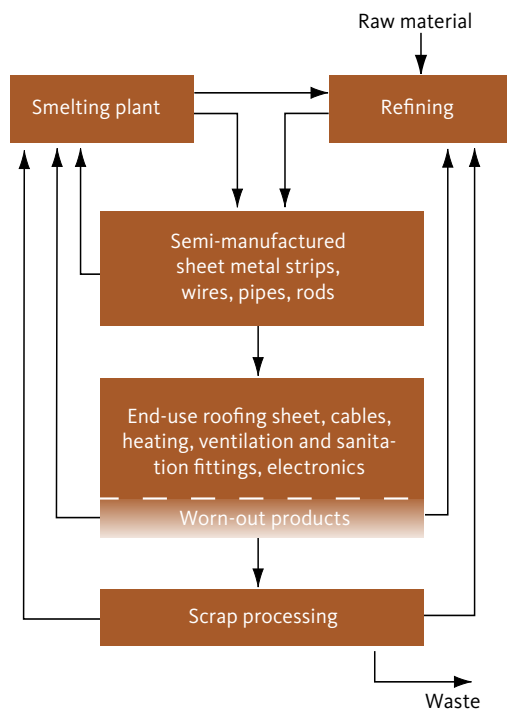 Raw material
Smelting plant
Refining
Semi-manufactured
sheet metal strips,
wires, pipes, rods
End-use roofing sheet, cables,
heating, ventilation and sanita-
tion fittings, electronics
Worn-out products
Scrap processing
Waste